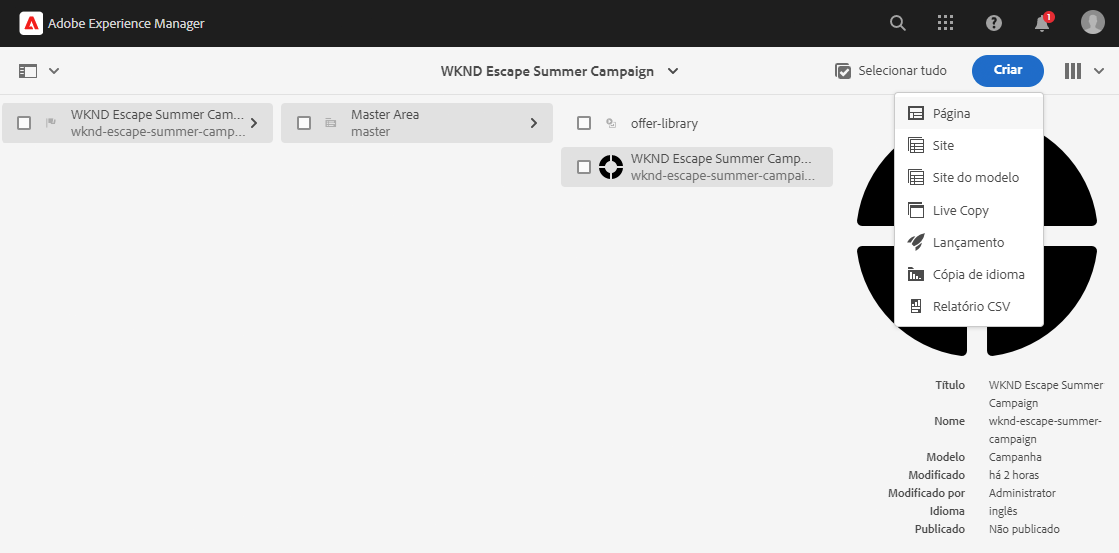 Adobe Experience Manager
1
WKND Escape Summer Campaign
Selecionar tudo
Criar
WKND Escape Summer Cam...
wknd-escape-summer-camp...
Master Area
master
offer-library
WKND Escape Summer Camp...
wknd-escape-summer-campai...
Página
Site
Site do modelo
Live Copy
Lançamento
Cópia de idioma
Relatório CSV
Título WKND Escape Summer
Campaign
Nome wknd-escape-summer-
campaign
Modelo Campanha
Modificado há 2 horas
Modificado por Administrator
Idioma inglês
Publicado Não publicado